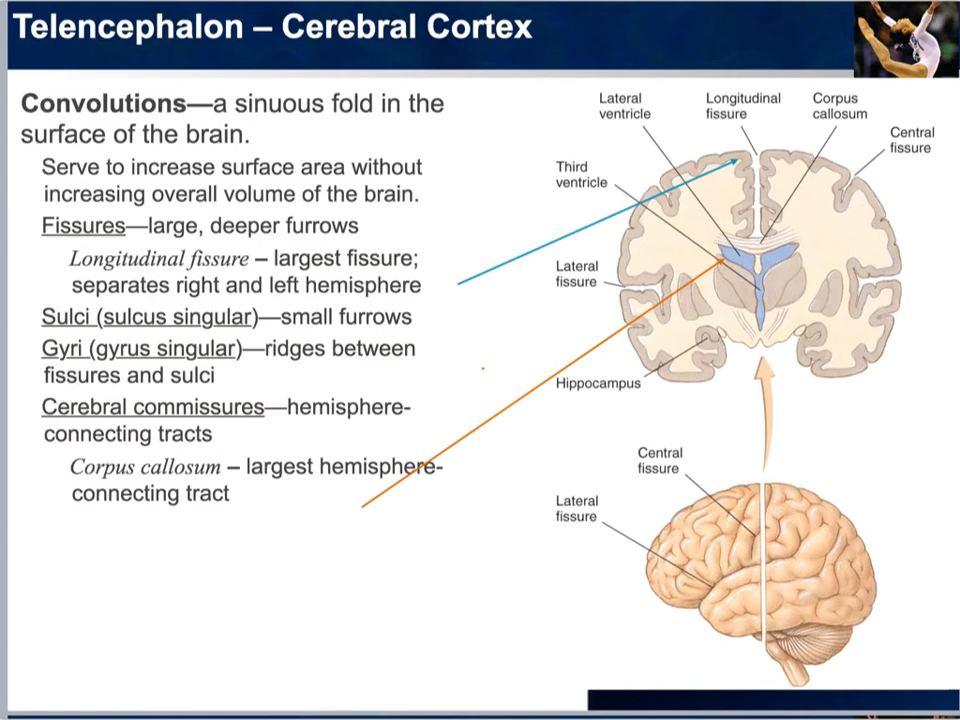 Telencephalon – Cerebral Cortex
Convolutions—a sinuous fold in the
surface of the brain.
Serve to increase surface area without
increasing overall volume of the brain.
Fissures—large, deeper furrows
Longitudinal fissure – largest fissure;
separates right and left hemisphere
Sulci (sulcus singular)—small furrows
Gyri (gyrus singular)—ridges between
fissures and sulci
Cerebral commissures—hemisphere-
connecting tracts
Corpus callosum – largest hemisphere-
connecting tract
Lateral
ventricle
Longitudinal
fissure
Corpus
callosum
Central
fissure
Third
ventricle
Lateral
fissure
Hippocampus
Central
fissure
Lateral
fissure